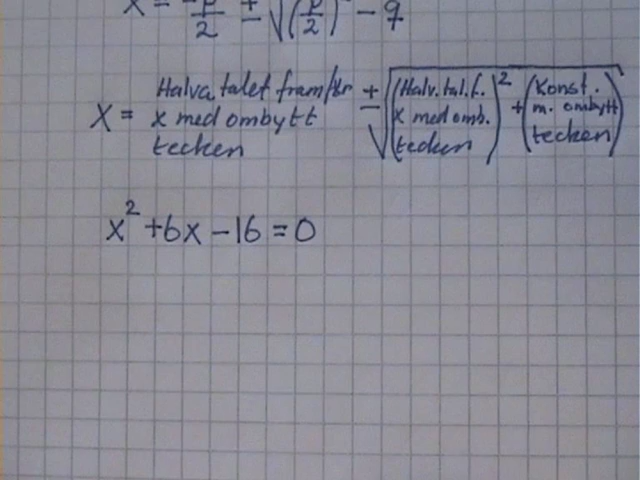 x = -p/2 ± √(p/2) - q
x = Halva talet framför x med ombytt tecken ± √(Halv. tal. f. x med omb. tecken)² + (Konst. m. ombytt tecken)
x² + 6x - 16 = 0